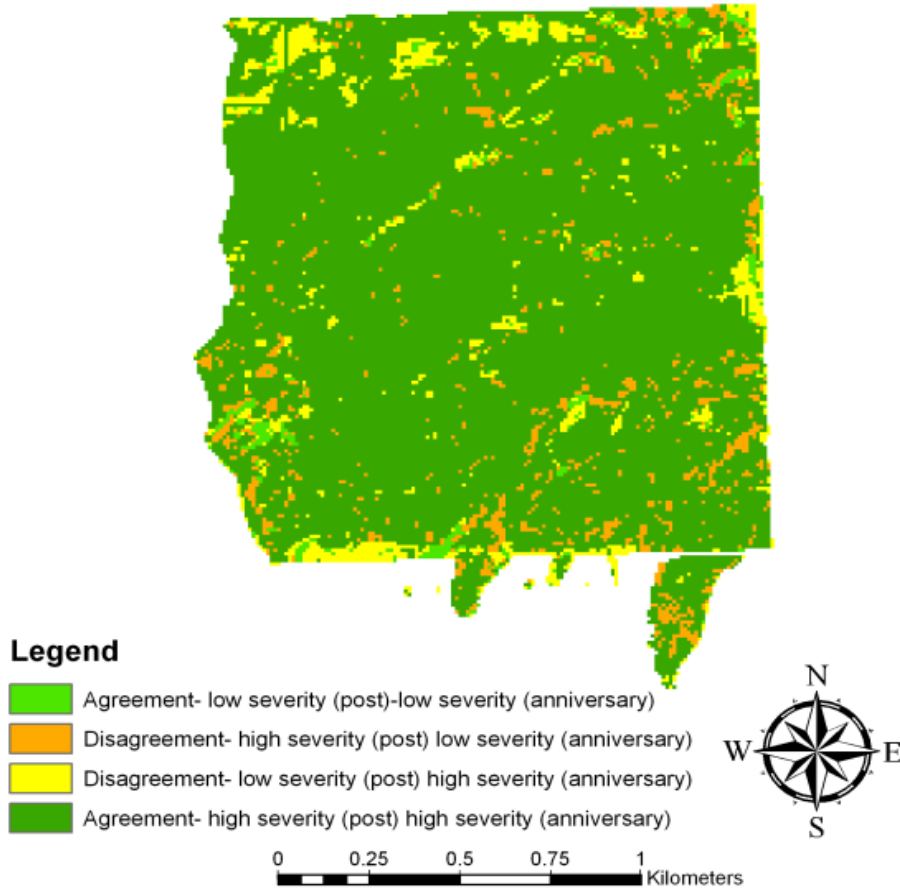 Legend
Agreement- low severity (post)-low severity (anniversary)
Disagreement- high severity (post) low severity (anniversary)
Disagreement- low severity (post) high severity (anniversary)
Agreement- high severity (post) high severity (anniversary)
N
W E
S
0 0.25 0.5 0.75 1
Kilometers